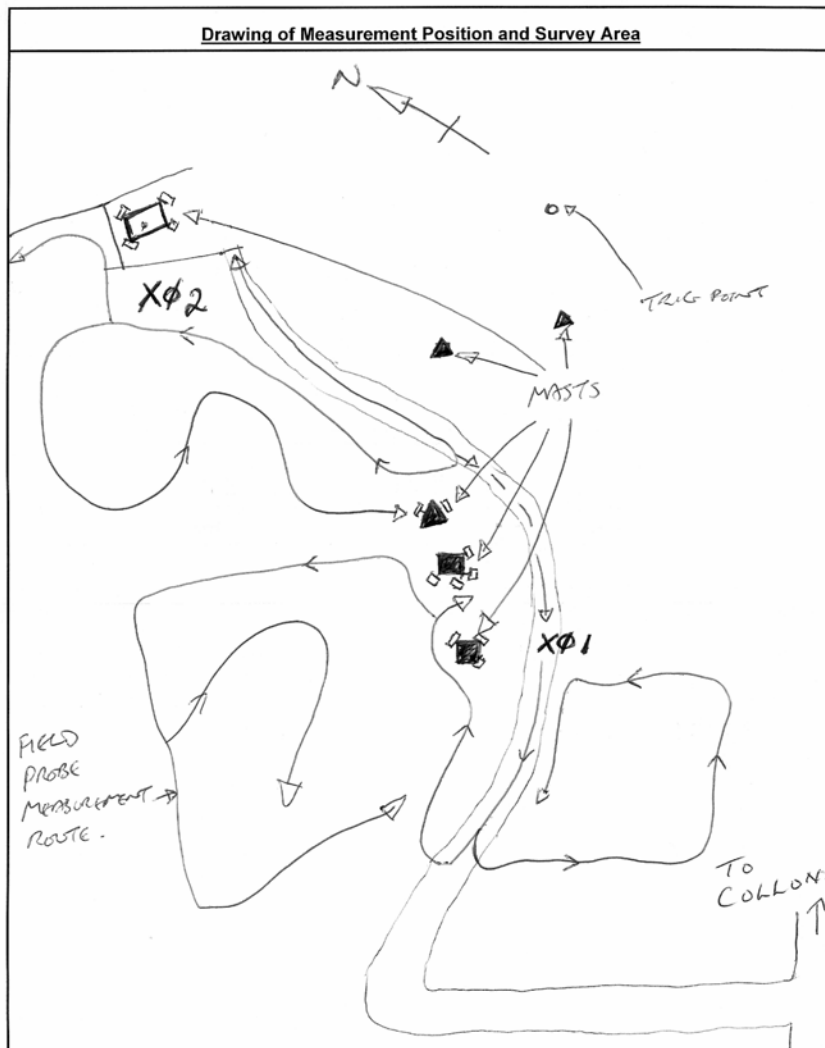 Drawing of Measurement Position and Survey Area
N
TRIG POINT
XØ2
MASTS
XØ1
FIELD
PROBE
MEASUREMENT
ROUTE.
TO
COLLON